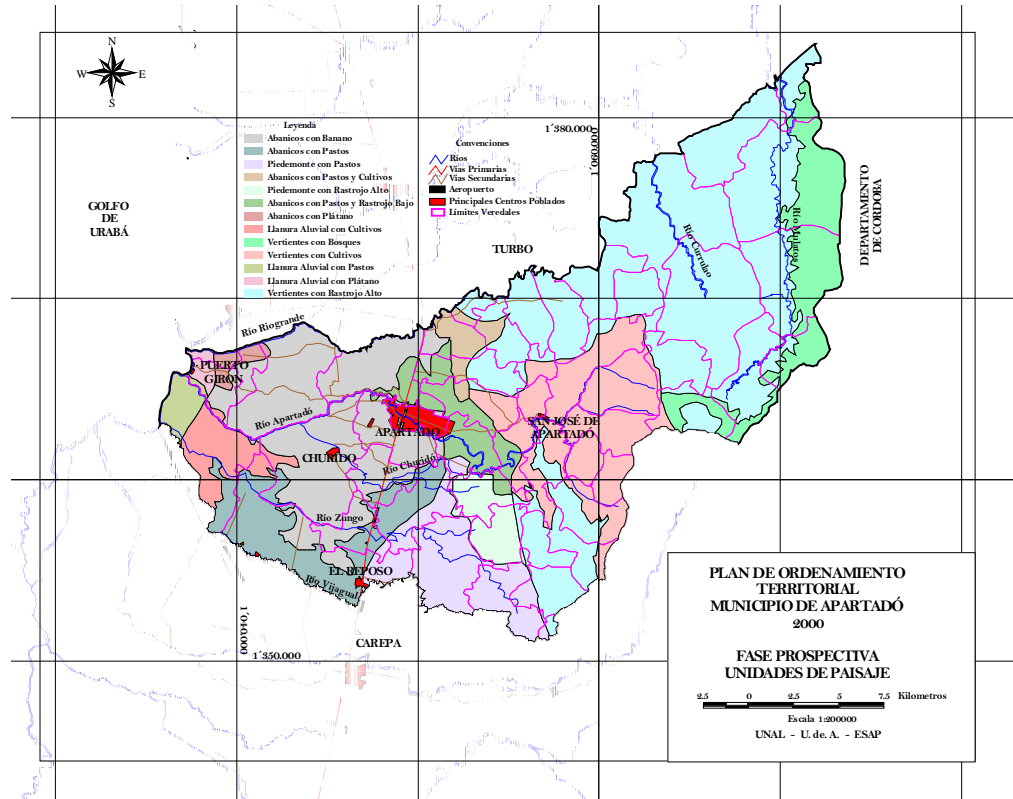 N
W E
S
GOLFO
DE
URABÁ
Leyenda
Abanicos con Banano
Abanicos con Pastos
Piedemonte con Pastos
Abanicos con Pastos y Cultivos
Piedemonte con Rastrojo Alto
Abanicos con Pastos y Rastrojo Bajo
Abanicos con Plátano
Llanura Aluvial con Cultivos
Vertientes con Bosques
Vertientes con Cultivos
Llanura Aluvial con Pastos
Llanura Aluvial con Plátano
Vertientes con Rastrojo Alto
Convenciones
Ríos
Vías Primarias
Vías Secundarias
Aeropuerto
Principales Centros Poblados
Límites Veredales
1´380.000
1´060.000
TURBO
DEPARTAMENTO
DE CORDOBA
Río Mulatos
Río Currulao
Río Riogrande
PUERTO
GIRÓN
Río Apartadó
APARTADO
SAN JOSÉ DE
APARTADÓ
CHURIDO
Río Churidó
Río Zungo
EL REPOSO
Río Vijagual
CAREPA
1´040.000
1´350.000
PLAN DE ORDENAMIENTO
TERRITORIAL
MUNICIPIO DE APARTADÓ
2000
FASE PROSPECTIVA
UNIDADES DE PAISAJE
2.5 0 2.5 5 7.5 Kilometros
Escala 1:200000
UNAL - U. de A. - ESAP